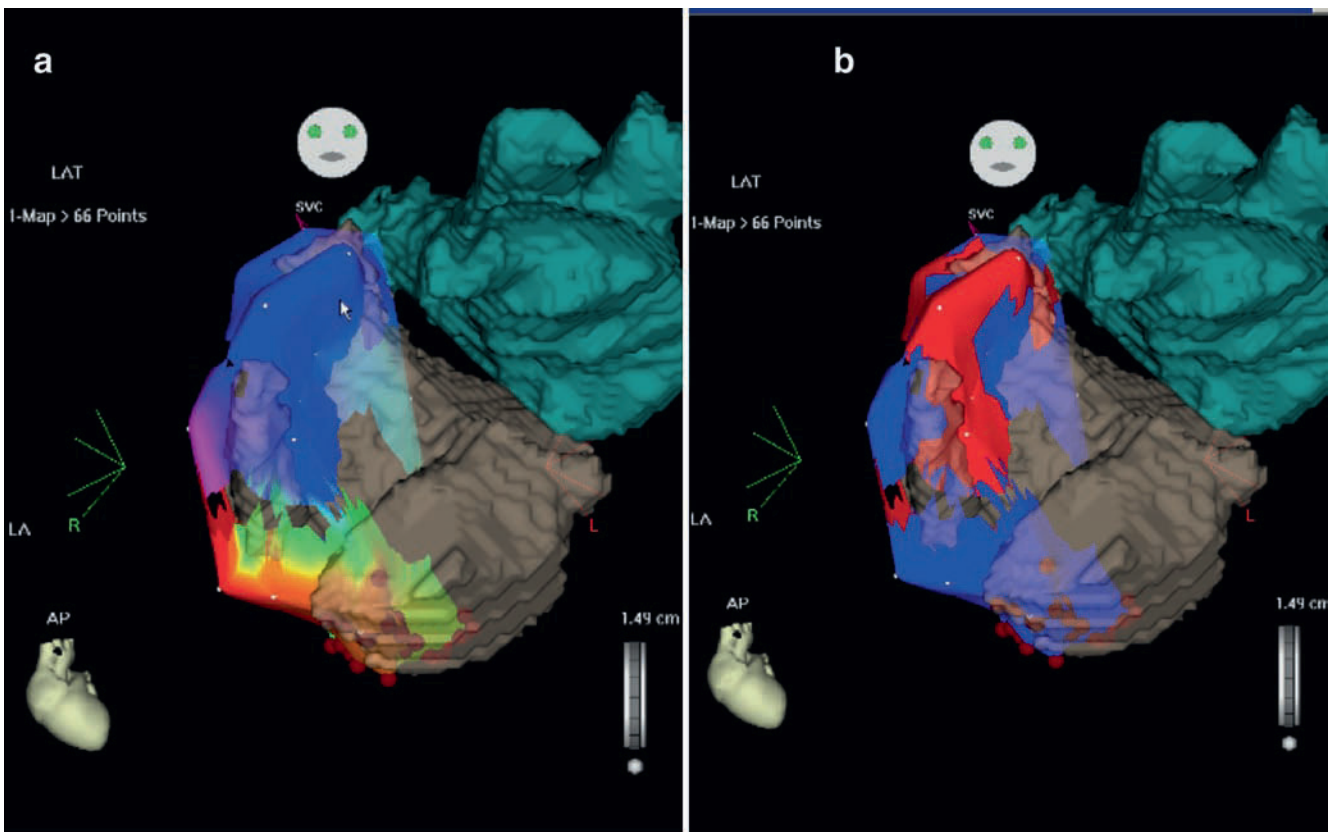 a
LAT
1-Map > 66 Points
svc
R
LA
L
AP
1.49 cm
b
LAT
1-Map > 66 Points
svc
R
LA
L
AP
1.49 cm